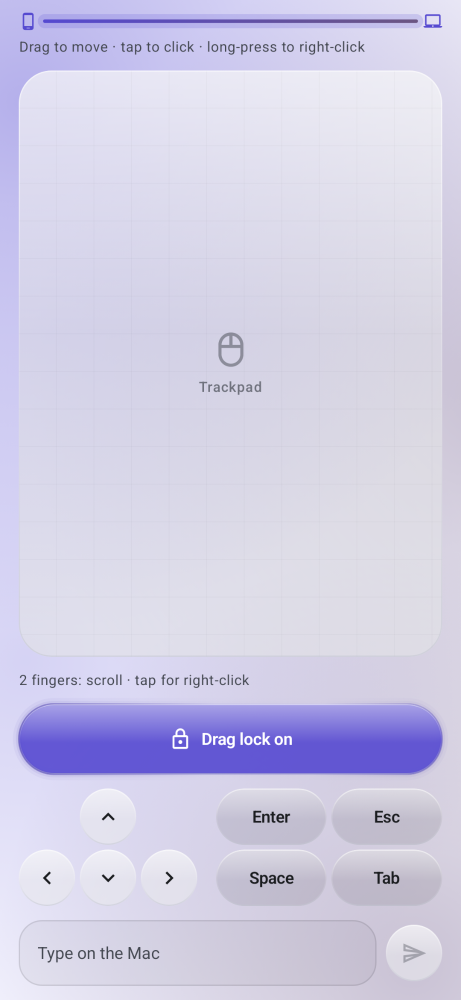 Drag to move · tap to click · long-press to right-click
Trackpad
2 fingers: scroll · tap for right-click
Drag lock on
Enter
Esc
Space
Tab
Type on the Mac